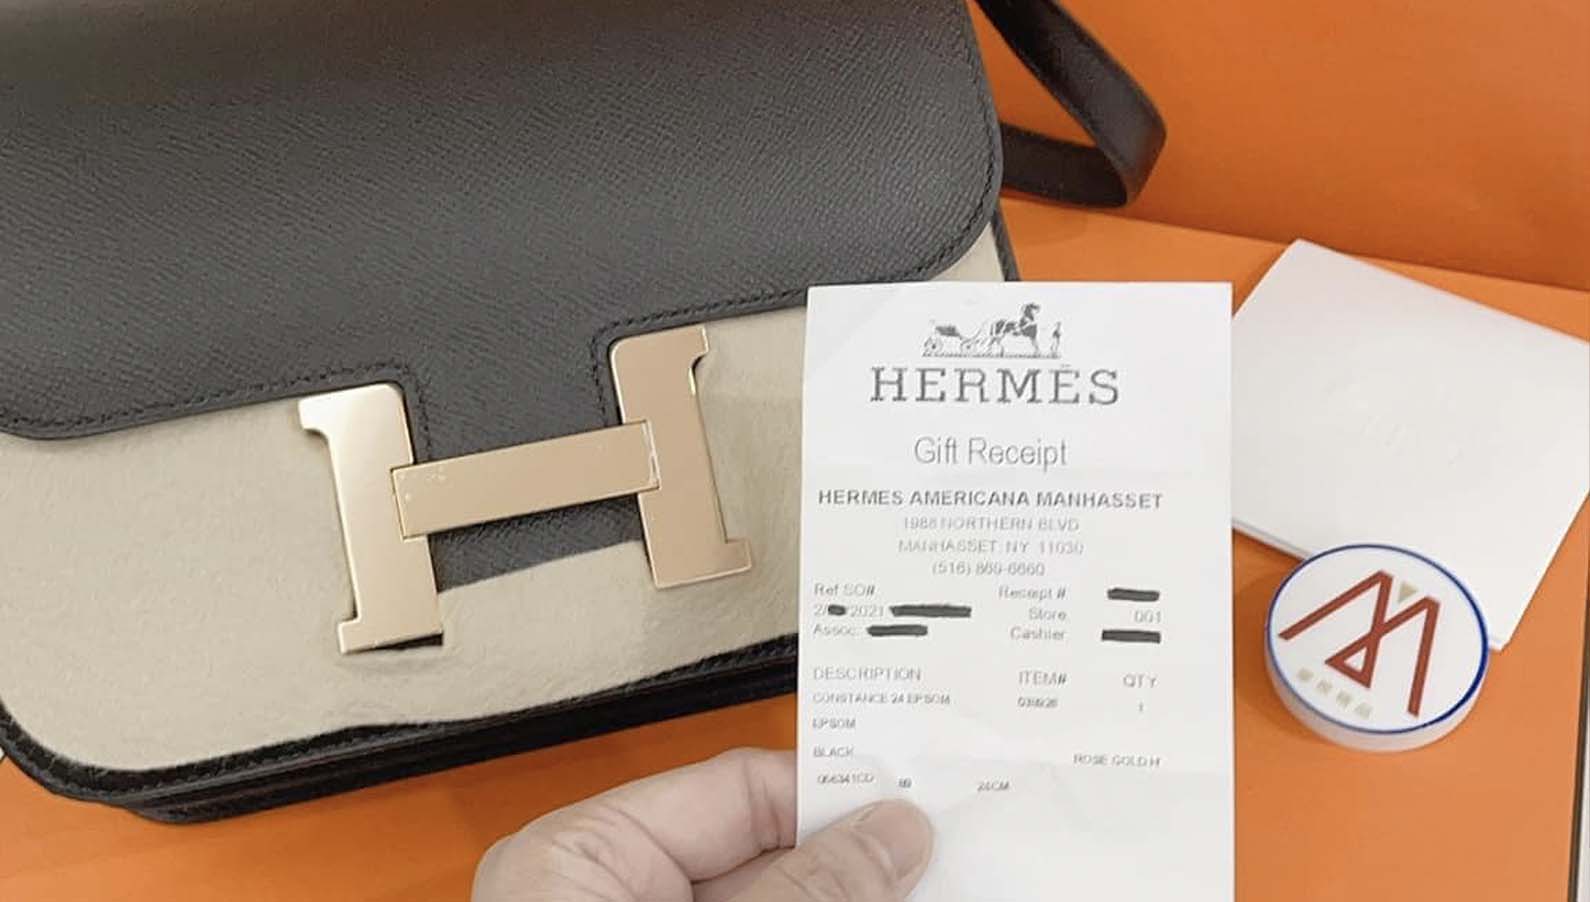 HERMÈS
Gift Receipt
HERMES AMERICANA MANHASSET
1988 NORTHERN BLVD
MANHASSET, NY 11030
(516) 869-6660
Ref SO# Receipt #
2/ 2021 Store 001
Assoc: Cashier
DESCRIPTION ITEM# QTY
CONSTANCE 24 EPSOM 1
EPSOM
BLACK ROSE GOLD H
24CM